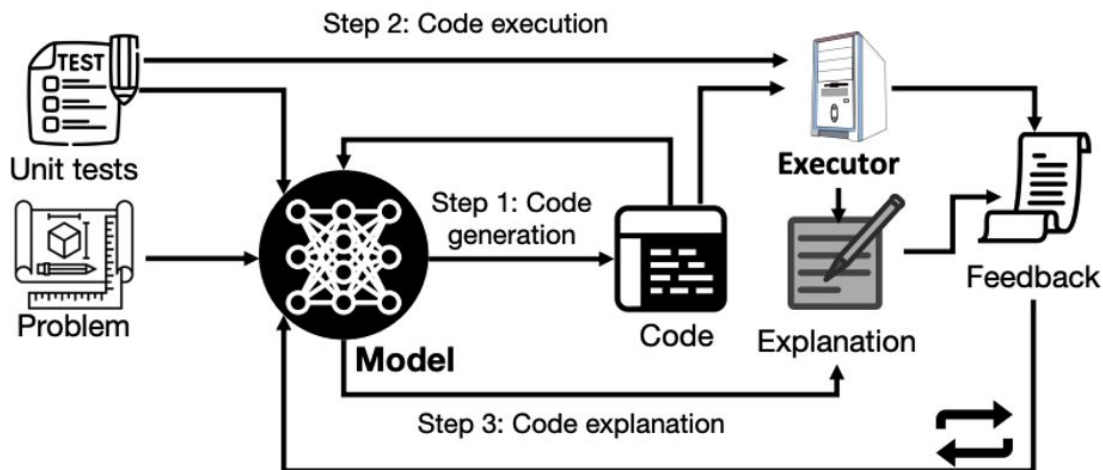 Step 2: Code execution
TEST
Unit tests
Executor
Step 1: Code
generation
Problem
Model
Code
Explanation
Feedback
Step 3: Code explanation